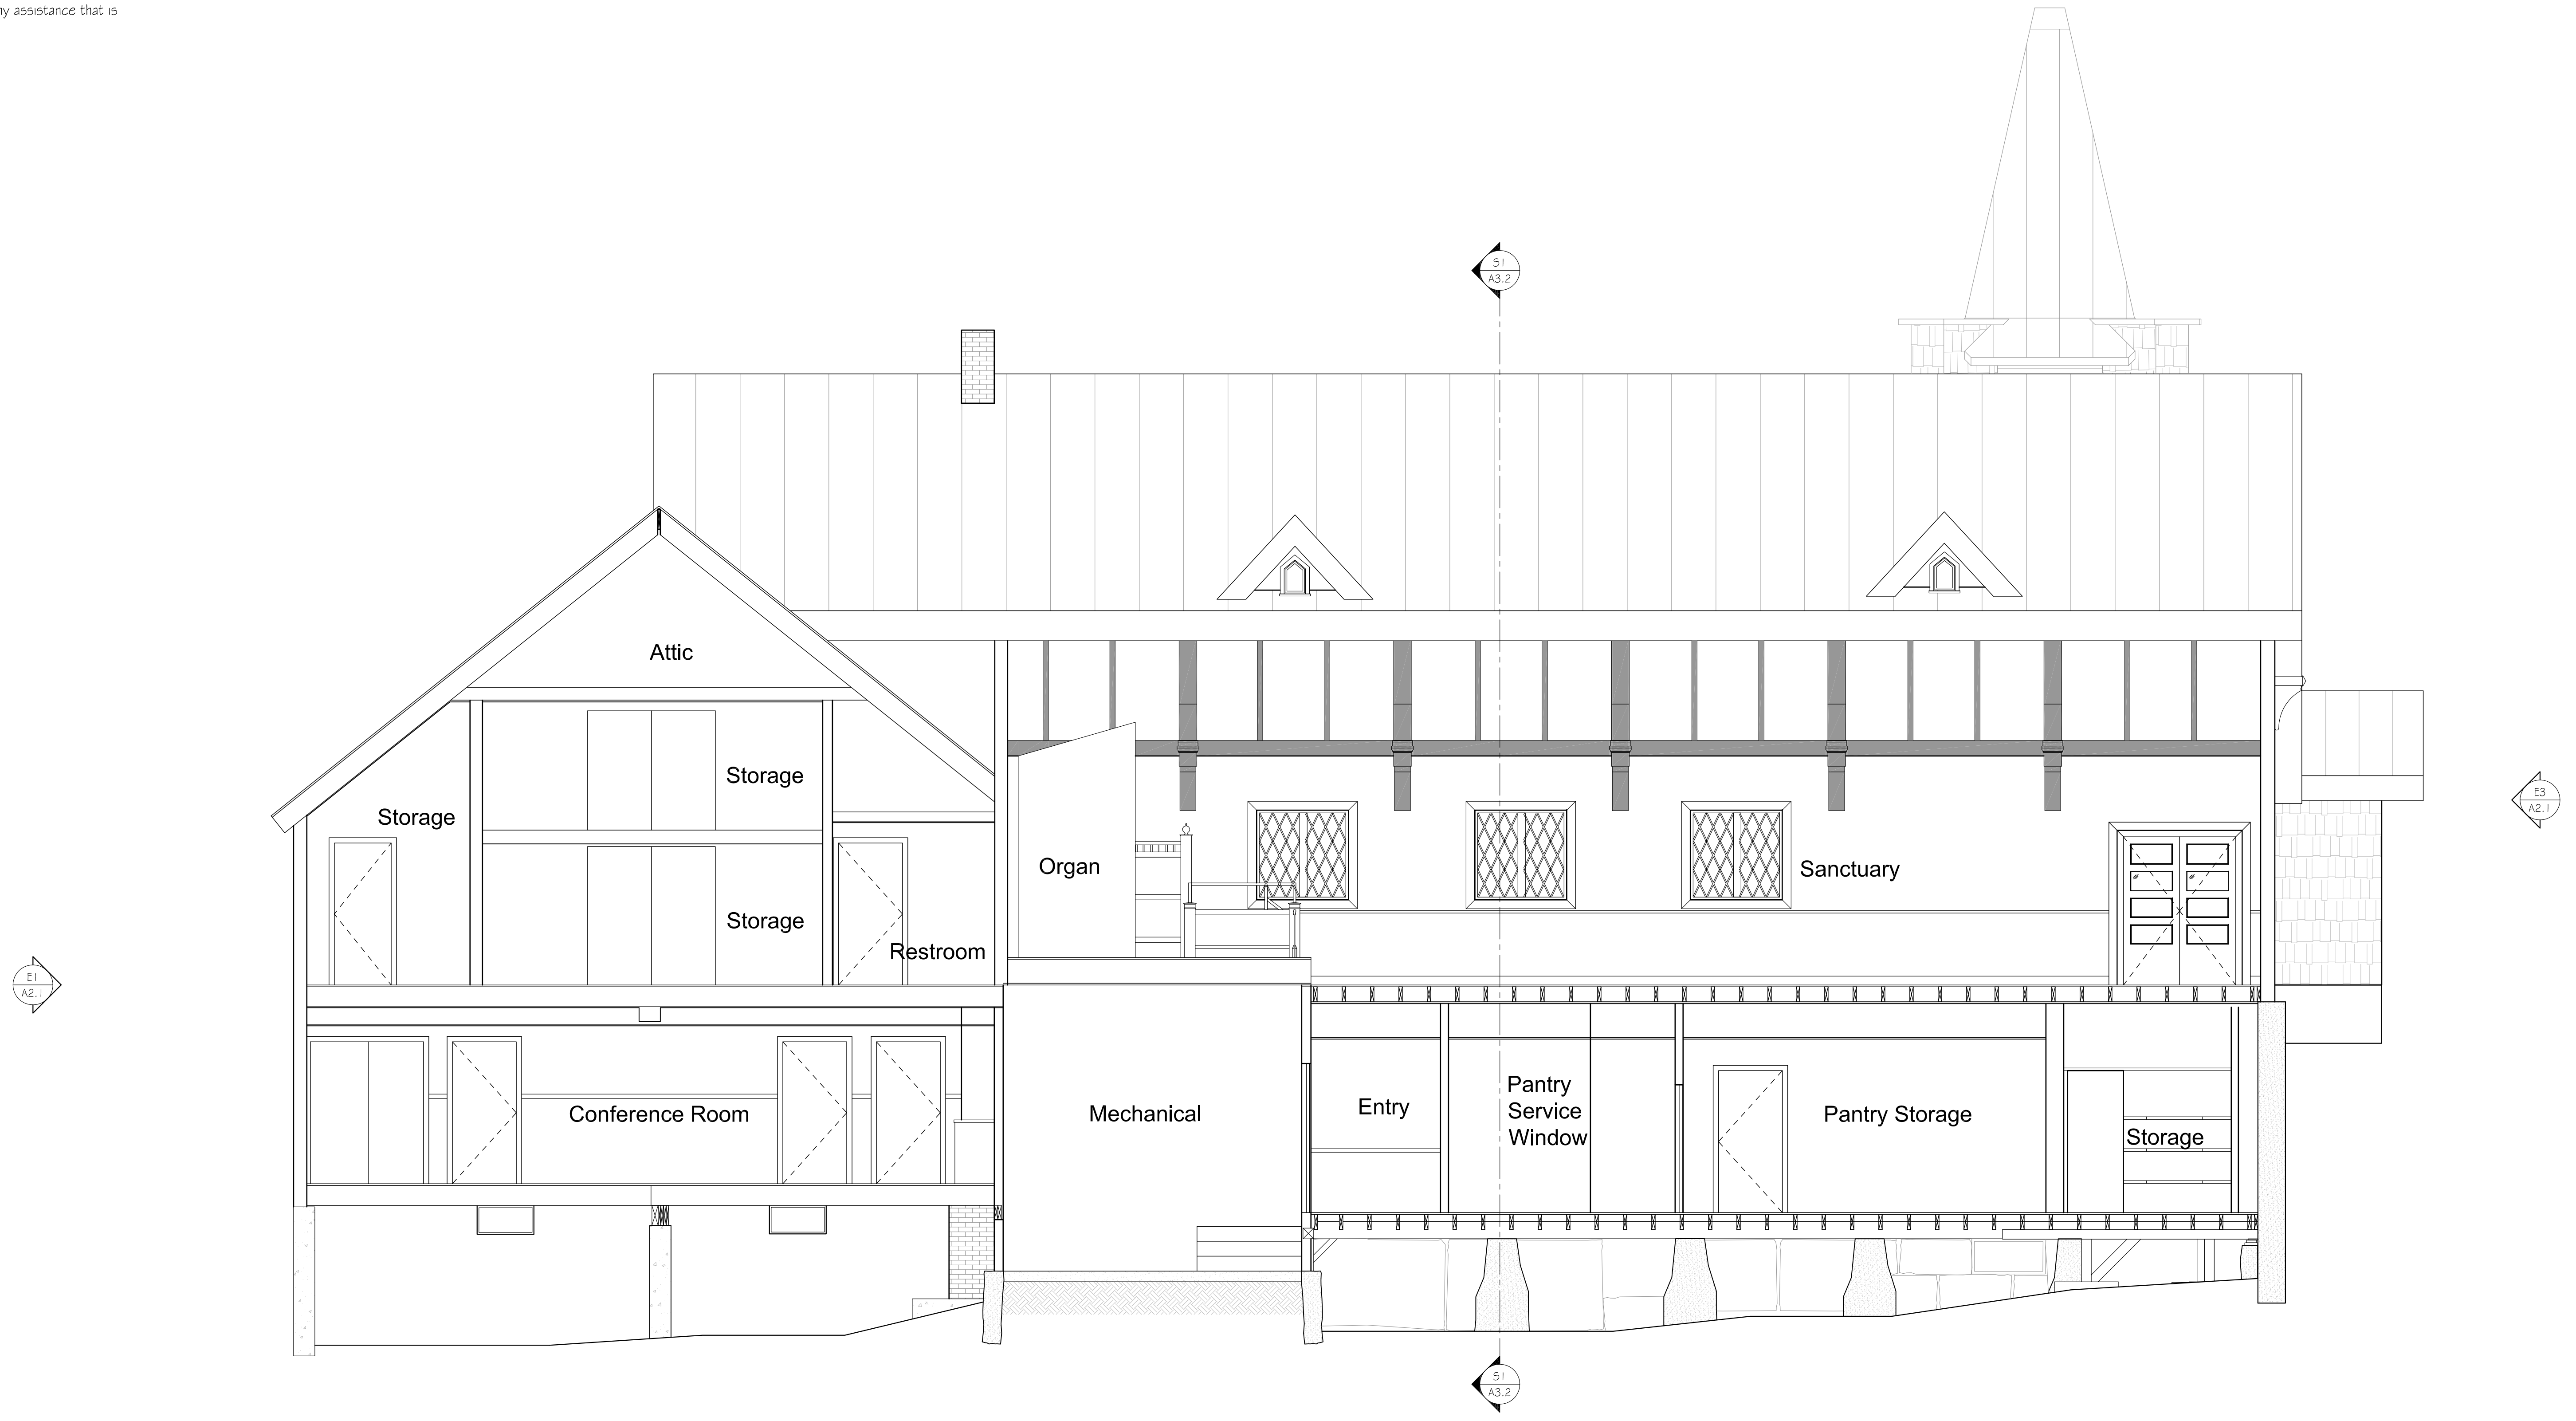 ny assistance that is
S1
A3.2
Attic
Storage
Storage
Organ
Sanctuary
E3
A2.1
Storage
Restroom
E1
A2.1
Conference Room
Mechanical
Entry
Pantry
Service
Window
Pantry Storage
Storage
S1
A3.2